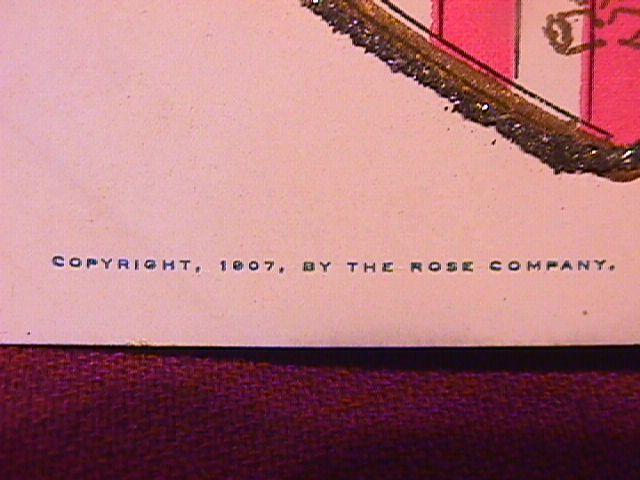 COPYRIGHT, 1907, BY THE ROSE COMPANY.